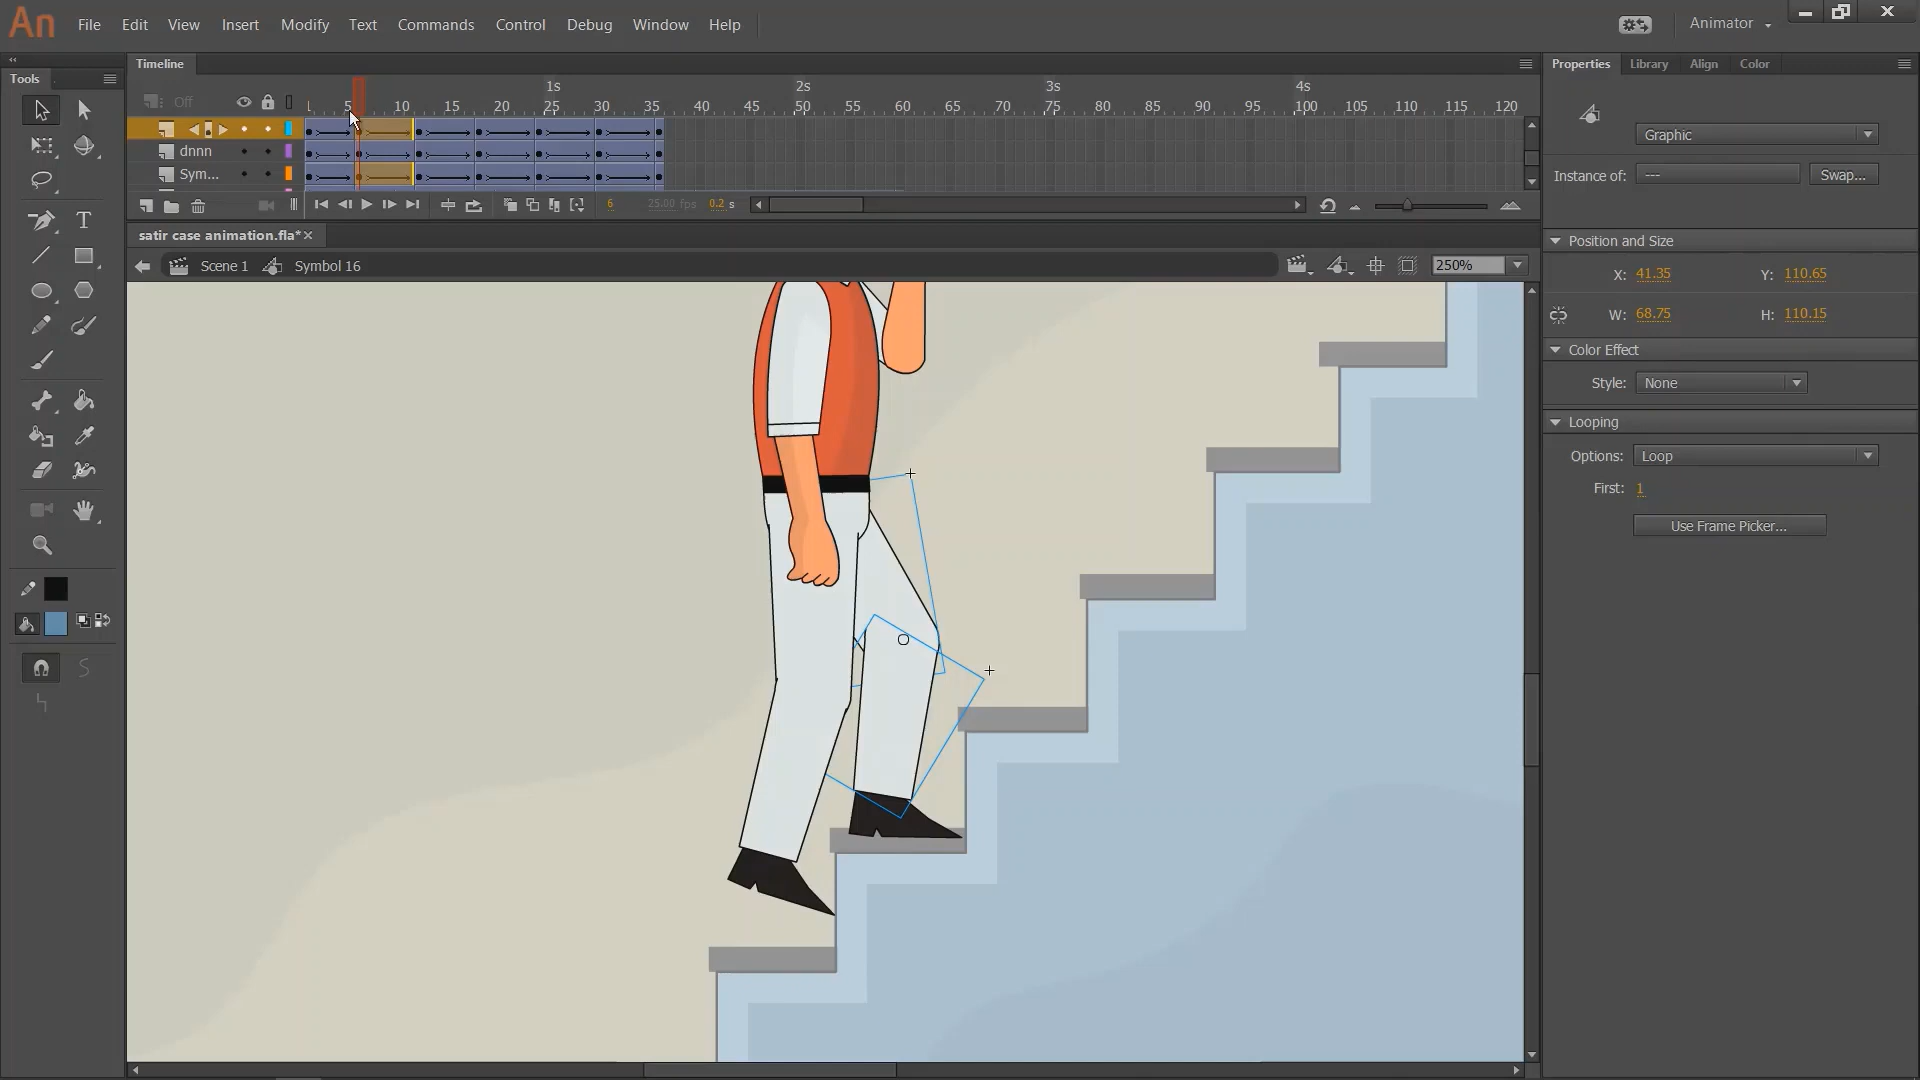 An File Edit View Insert Modify Text Commands Control Debug Window Help Animator
Tools
Timeline
Properties Library Align Color
Off
1s 2s 3s 4s
1 5 10 15 20 25 30 35 40 45 50 55 60 65 70 75 80 85 90 95 100 105 110 115 120
dnnn
Sym...
6 25.00 fps 0.2 s
satir case animation.fla*
Scene 1 Symbol 16 250%
T
Graphic
Instance of: --- Swap...
Position and Size
X: 41.35 Y: 110.65
W: 68.75 H: 110.15
Color Effect
Style: None
Looping
Options: Loop
First: 1
Use Frame Picker...